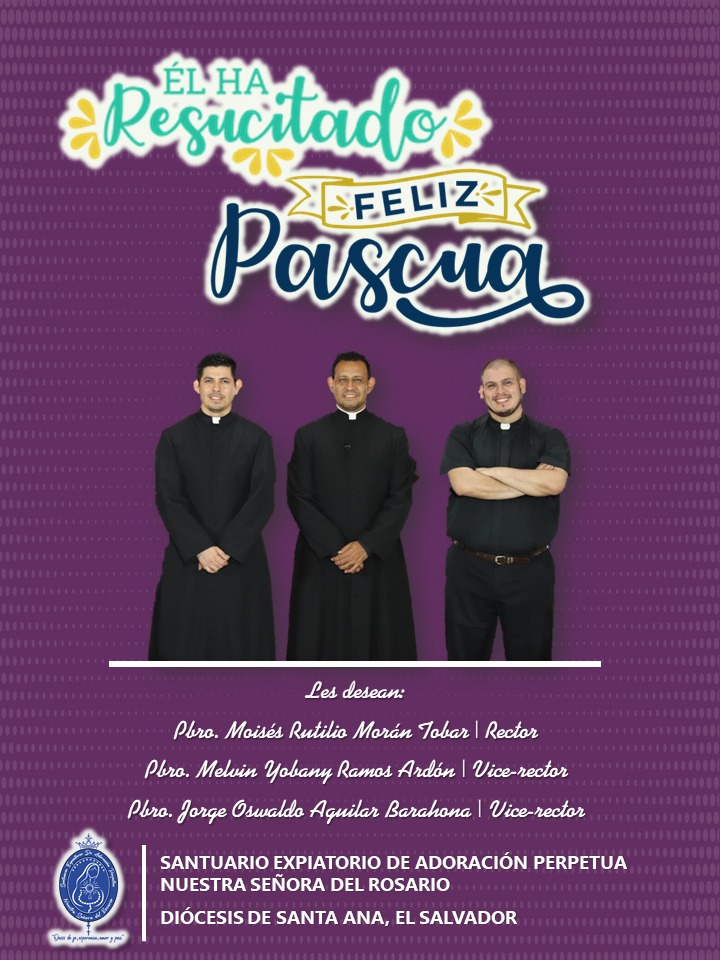 ÉL HA
Resucitado
FELIZ
Pascua
Les desean:
Pbro. Moisés Rutilio Morán Tobar | Rector
Pbro. Melvin Yobany Ramos Ardón | Vice-rector
Pbro. Jorge Oswaldo Aguilar Barahona | Vice-rector
SANTUARIO EXPIATORIO DE ADORACIÓN PERPETUA
NUESTRA SEÑORA DEL ROSARIO
DIÓCESIS DE SANTA ANA, EL SALVADOR